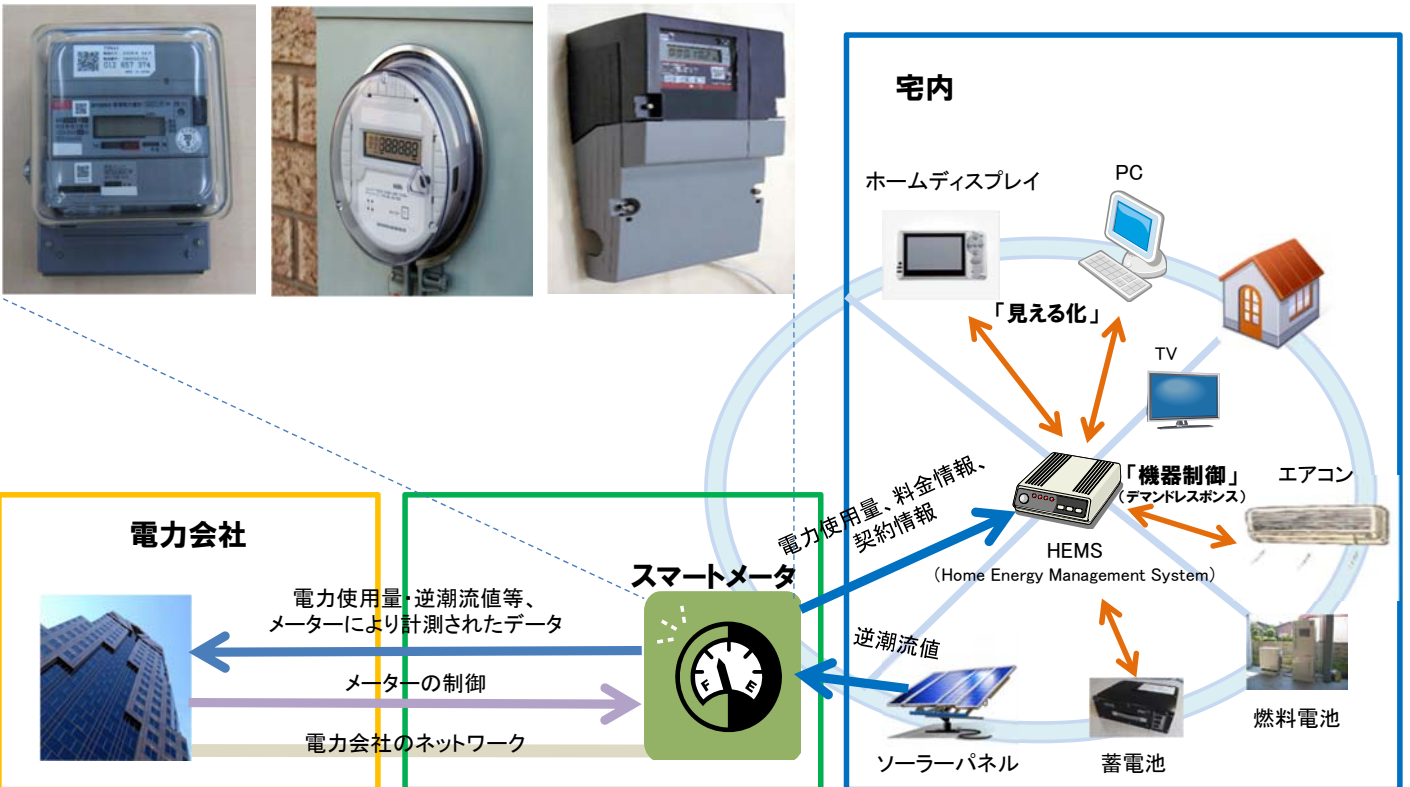 012 857 374
宅内
ホームディスプレイ
PC
「見える化」
TV
「機器制御」
(デマンドレスポンス)
エアコン
HEMS
(Home Energy Management System)
電力使用量、料金情報、
契約情報
逆潮流値
ソーラーパネル
蓄電池
燃料電池
スマートメータ
F E
電力会社
電力使用量・逆潮流値等、
メーターにより計測されたデータ
メーターの制御
電力会社のネットワーク